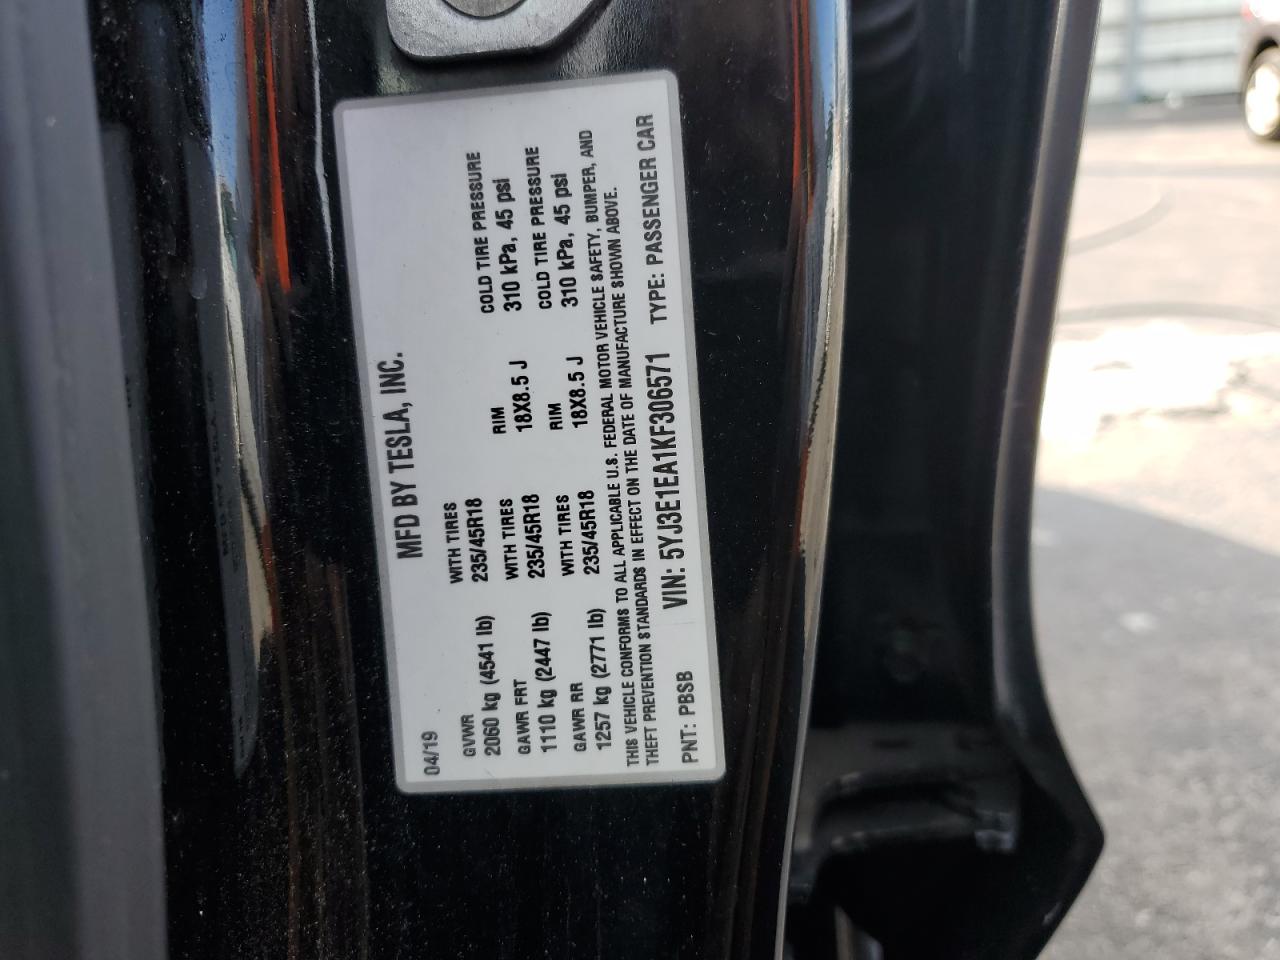 04/19 MFD BY TESLA, INC.
GVWR WITH TIRES RIM COLD TIRE PRESSURE
2060 kg (4541 lb) 235/45R18 18X8.5 J 310 kPa, 45 psi
GAWR FRT WITH TIRES RIM COLD TIRE PRESSURE
1110 kg (2447 lb) 235/45R18 18X8.5 J 310 kPa, 45 psi
GAWR RR WITH TIRES
1257 kg (2771 lb) 235/45R18
THIS VEHICLE CONFORMS TO ALL APPLICABLE U.S. FEDERAL MOTOR VEHICLE SAFETY, BUMPER, AND
THEFT PREVENTION STANDARDS IN EFFECT ON THE DATE OF MANUFACTURE SHOWN ABOVE.
PNT: PBSB VIN: 5YJ3E1EA1KF306571 TYPE: PASSENGER CAR